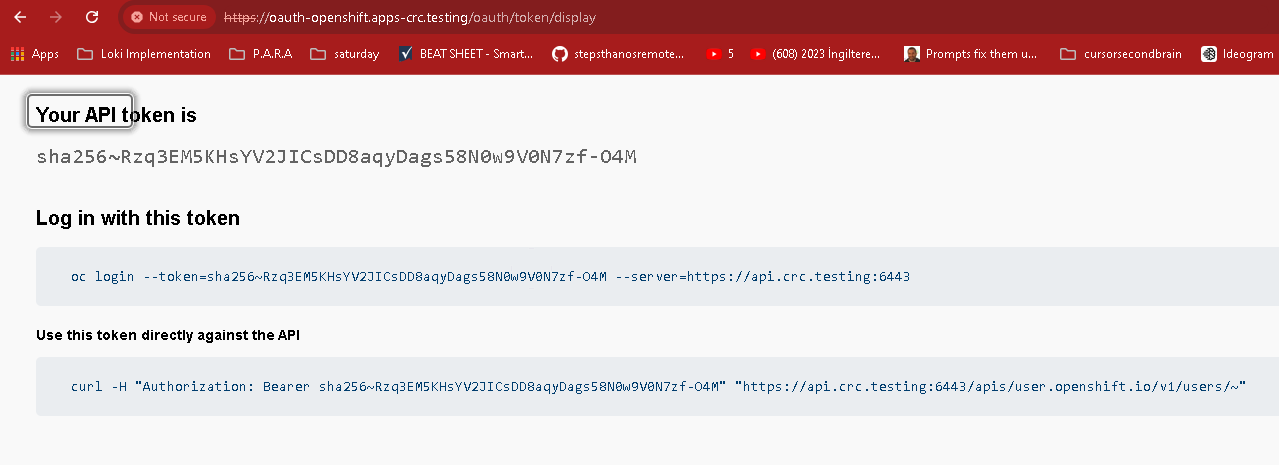 Not secure https://oauth-openshift.apps-crc.testing/oauth/token/display
Apps Loki Implementation P.A.R.A saturday BEAT SHEET - Smart... stepsthanosremote... 5 (608) 2023 İngiltere... Prompts fix them u... cursorsecondbrain Ideogram
Your API token is
sha256~Rzq3EM5KHsYV2JICsDD8aqyDags58N0w9V0N7zf-O4M
Log in with this token
oc login --token=sha256~Rzq3EM5KHsYV2JICsDD8aqyDags58N0w9V0N7zf-O4M --server=https://api.crc.testing:6443
Use this token directly against the API
curl -H "Authorization: Bearer sha256~Rzq3EM5KHsYV2JICsDD8aqyDags58N0w9V0N7zf-O4M" "https://api.crc.testing:6443/apis/user.openshift.io/v1/users/~"